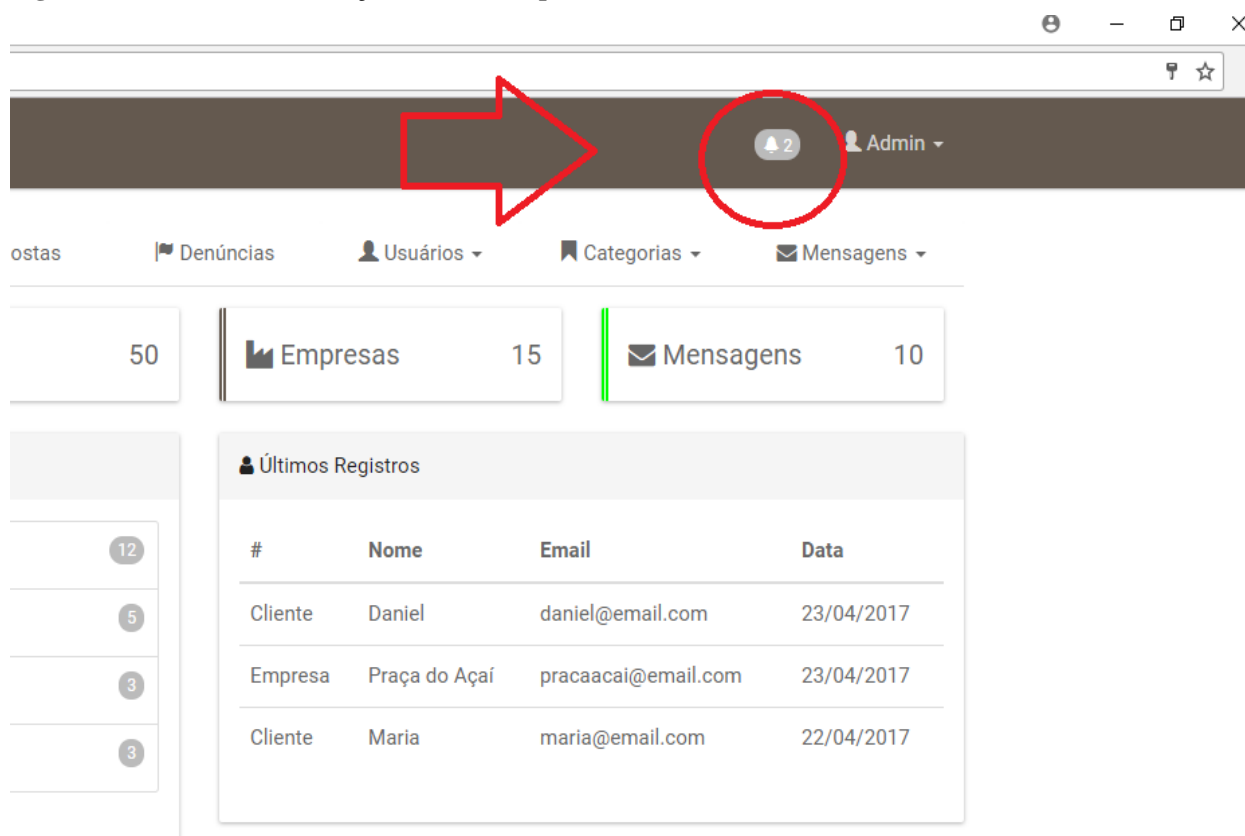 2 Admin
ostas Denúncias Usuários Categorias Mensagens
50 Empresas 15 Mensagens 10
Últimos Registros
12
5
3
3
# Nome Email Data
Cliente Daniel daniel@email.com 23/04/2017
Empresa Praça do Açaí pracaacai@email.com 23/04/2017
Cliente Maria maria@email.com 22/04/2017